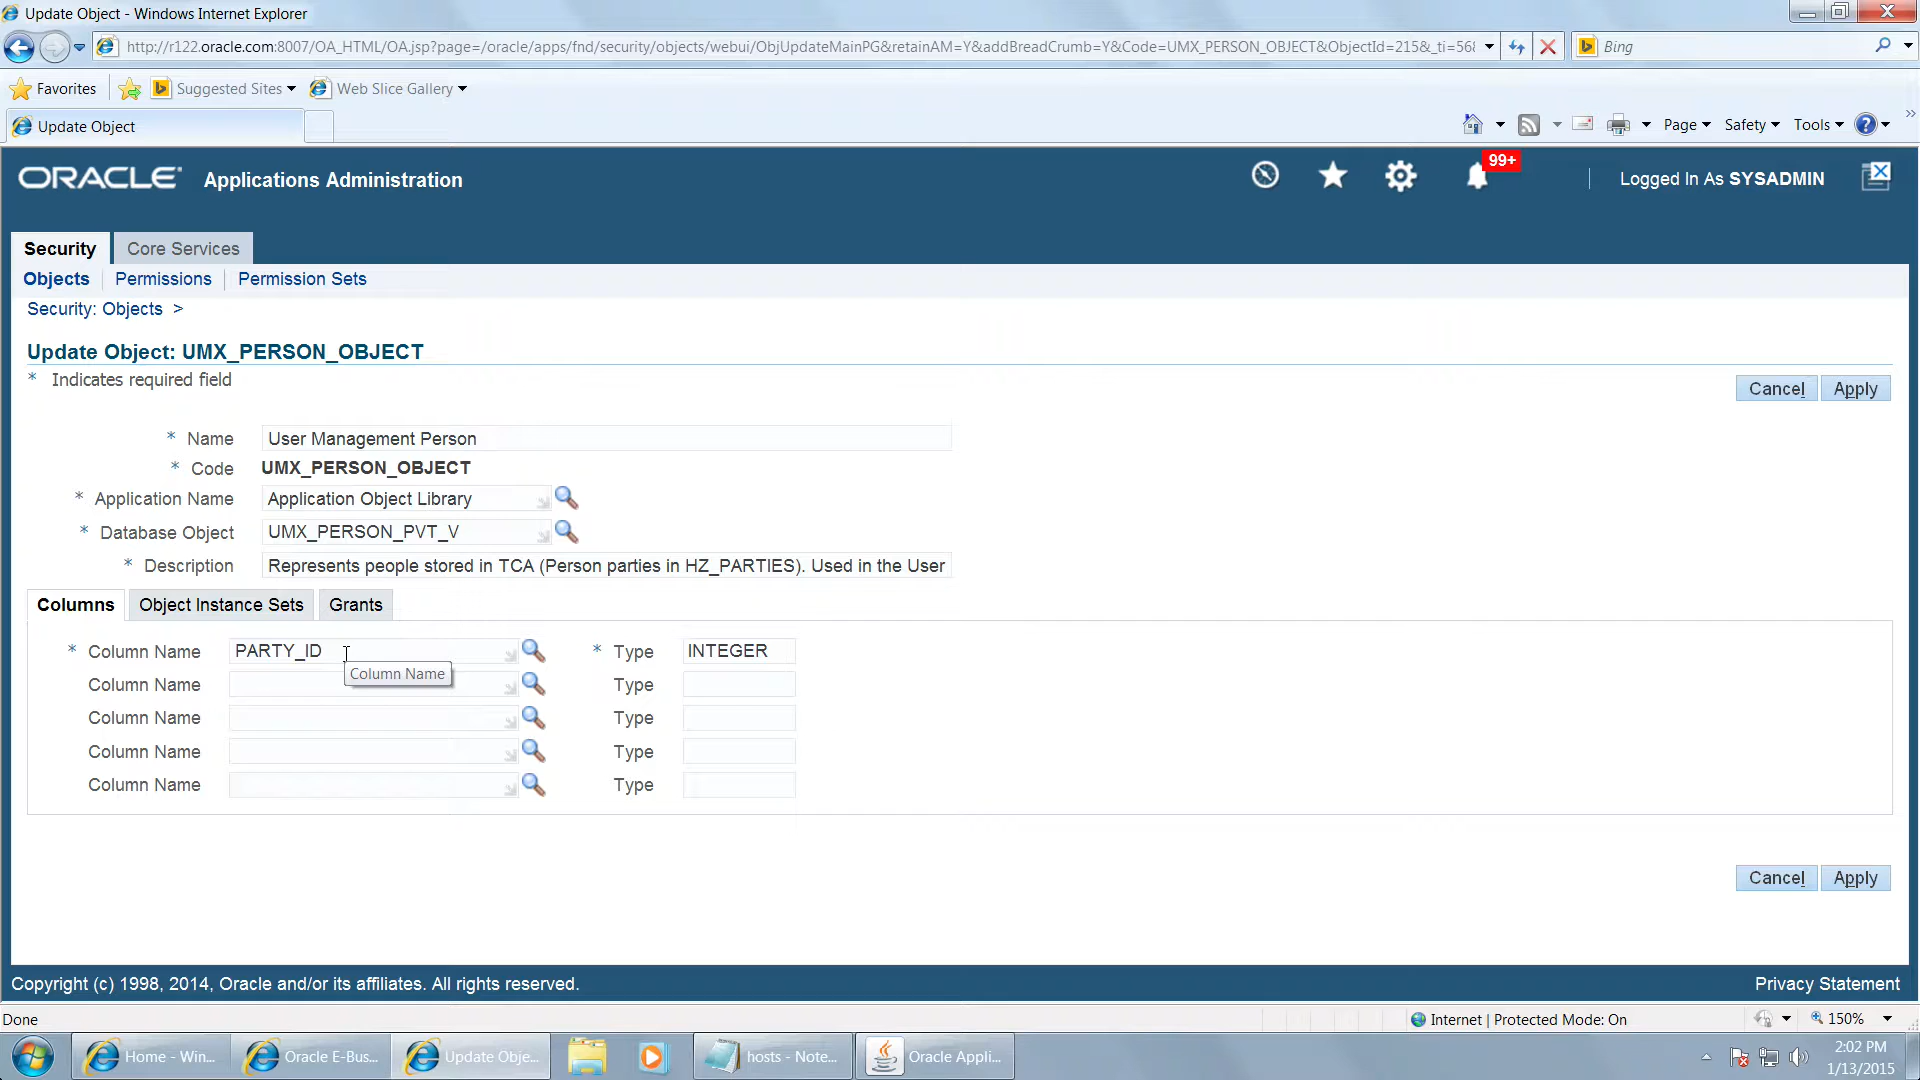 Update Object - Windows Internet Explorer
http://r122.oracle.com:8007/OA_HTML/OA.jsp?page=/oracle/apps/fnd/security/objects/webui/ObjUpdateMainPG&retainAM=Y&addBreadCrumb=Y&Code=UMX_PERSON_OBJECT&ObjectId=215&_ti=568
Bing
Favorites Suggested Sites Web Slice Gallery
Update Object
Page Safety Tools
ORACLE Applications Administration
99+
Logged In As SYSADMIN
Security Core Services
Objects Permissions Permission Sets
Security: Objects >
Update Object: UMX_PERSON_OBJECT
* Indicates required field
Cancel Apply
* Name User Management Person
* Code UMX_PERSON_OBJECT
* Application Name Application Object Library
* Database Object UMX_PERSON_PVT_V
* Description Represents people stored in TCA (Person parties in HZ_PARTIES). Used in the User
Columns Object Instance Sets Grants
* Column Name PARTY_ID * Type INTEGER
Column Name
Column Name Type
Column Name Type
Column Name Type
Column Name Type
Cancel Apply
Copyright (c) 1998, 2014, Oracle and/or its affiliates. All rights reserved.
Privacy Statement
Done
Internet | Protected Mode: On
150%
Home - Win...
Oracle E-Bus...
Update Obje...
hosts - Note...
Oracle Appli...
2:02 PM
1/13/2015